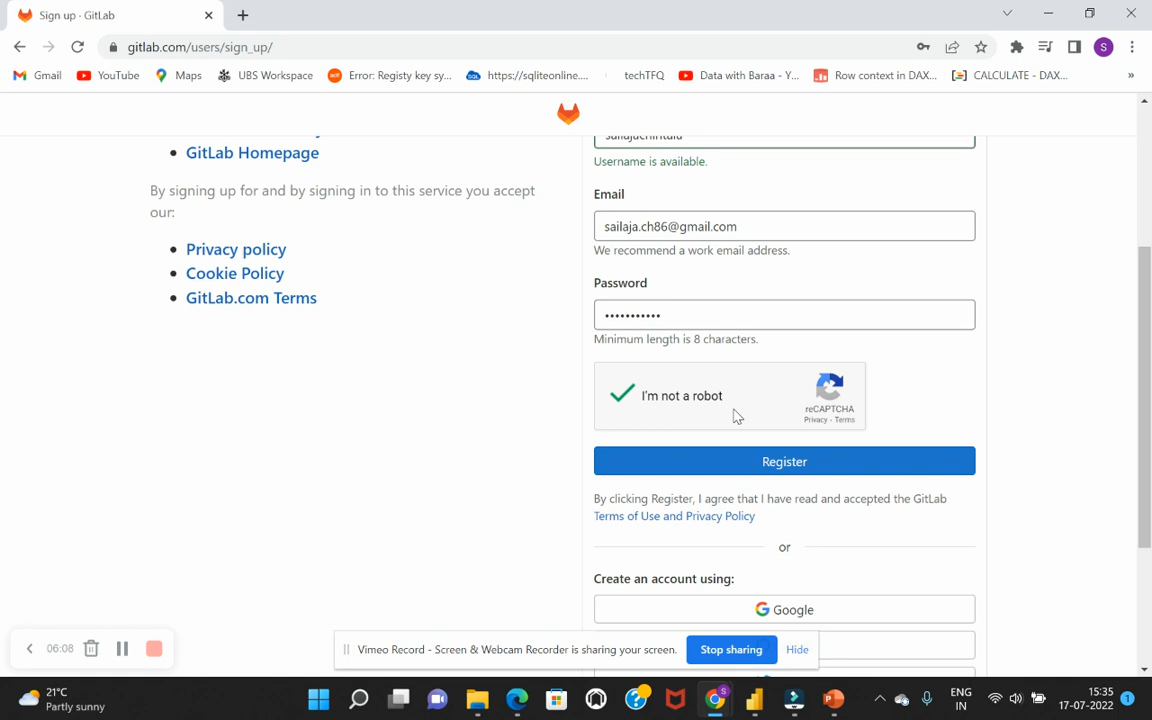 Sign up · GitLab
gitlab.com/users/sign_up/
S
Gmail
YouTube
Maps
UBS Workspace
Error: Registy key sy...
https://sqliteonline....
techTFQ
Data with Baraa - Y...
Row context in DAX...
CALCULATE - DAX...
»
GitLab Homepage
By signing up for and by signing in to this service you accept
our:
Privacy policy
Cookie Policy
GitLab.com Terms
Username is available.
Email
sailaja.ch86@gmail.com
We recommend a work email address.
Password
•••••••••••
Minimum length is 8 characters.
I'm not a robot
reCAPTCHA
Privacy - Terms
Register
By clicking Register, I agree that I have read and accepted the GitLab
Terms of Use and Privacy Policy
or
Create an account using:
Google
06:08
Vimeo Record - Screen & Webcam Recorder is sharing your screen.
Stop sharing
Hide
21°C
Partly sunny
ENG
IN
15:35
17-07-2022
1